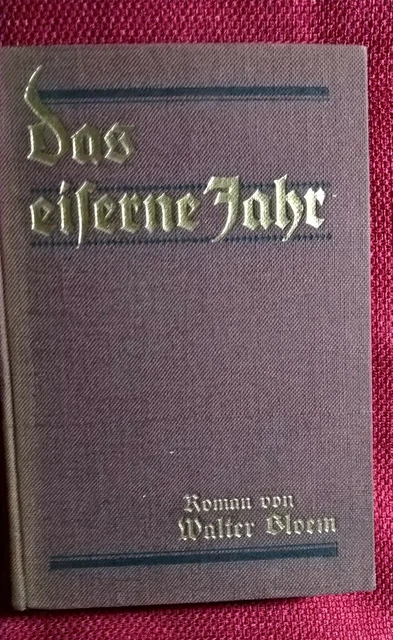 Das
eiserne Jahr
Roman von
Walter Bloem